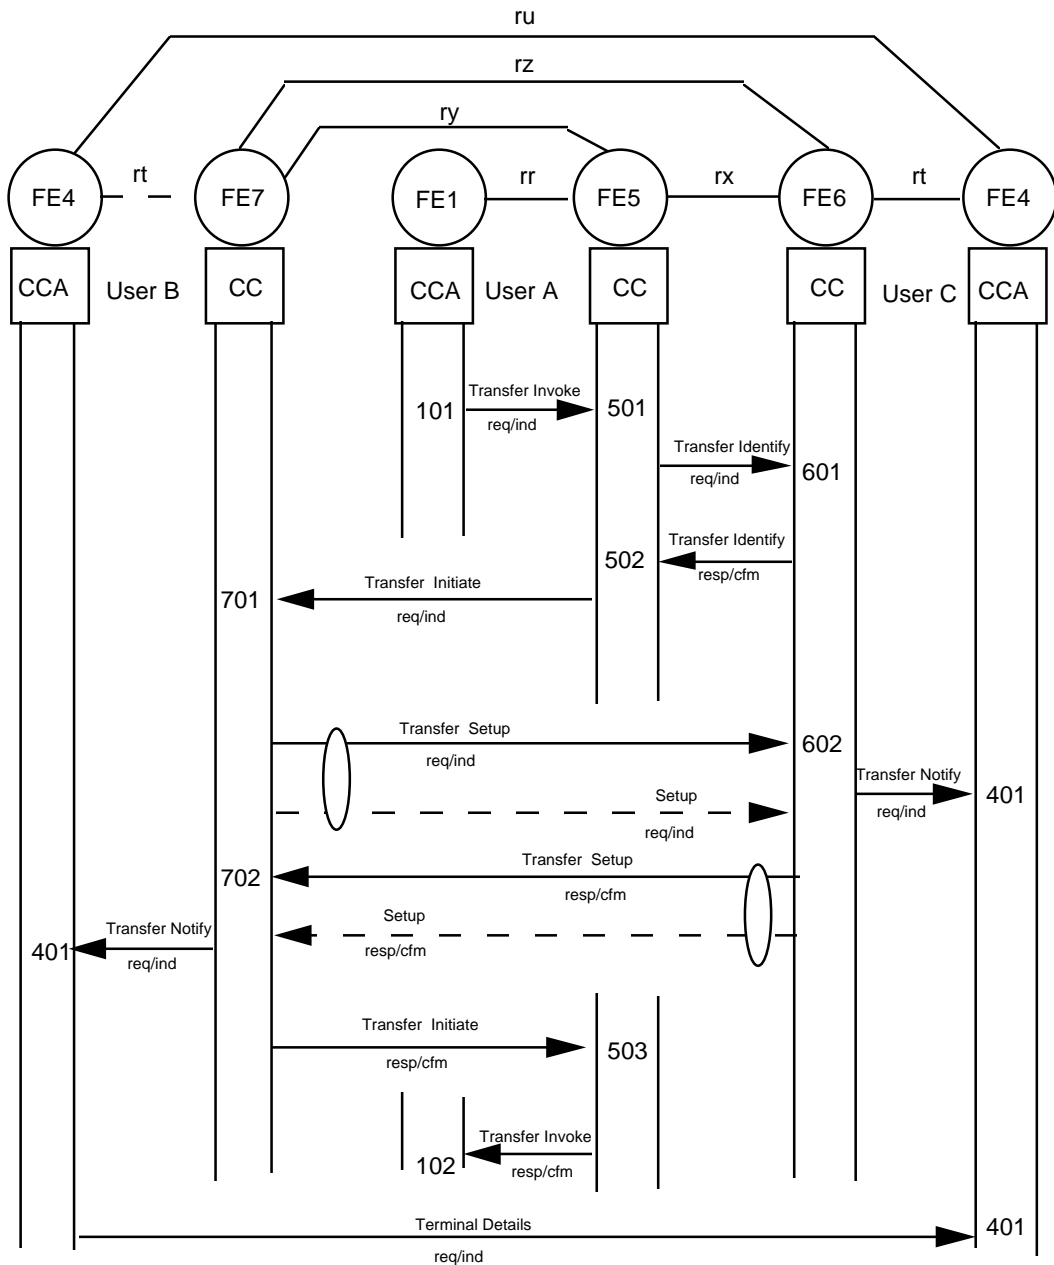 ru
rz
ry
rt
rr
rx
rt
FE4
FE7
FE1
FE5
FE6
FE4
CCA
User B
CC
CCA
User A
CC
CC
User C
CCA
Transfer Invoke
101
501
req/ind
Transfer Identify
req/ind
601
Transfer Identify
502
resp/cfm
Transfer Initiate
701
req/ind
Transfer Setup
602
req/ind
Transfer Notify
401
req/ind
Setup
req/ind
Transfer Setup
702
resp/cfm
Setup
resp/cfm
Transfer Notify
401
req/ind
Transfer Initiate
503
resp/cfm
Transfer Invoke
102
resp/cfm
Terminal Details
401
req/ind